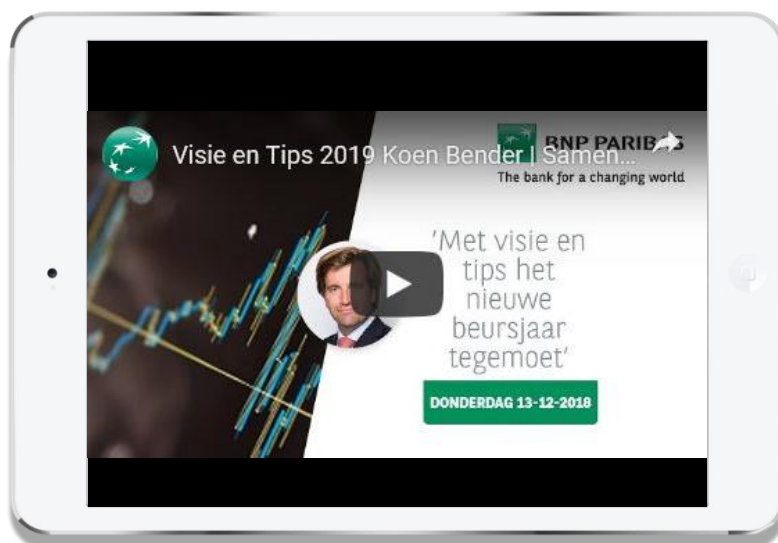 Visie en Tips 2019 Koen Bender | Samen...
BNP PARIBAS
The bank for a changing world
'Met visie en
tips het
nieuwe
beursjaar
tegemoet'
DONDERDAG 13-12-2018